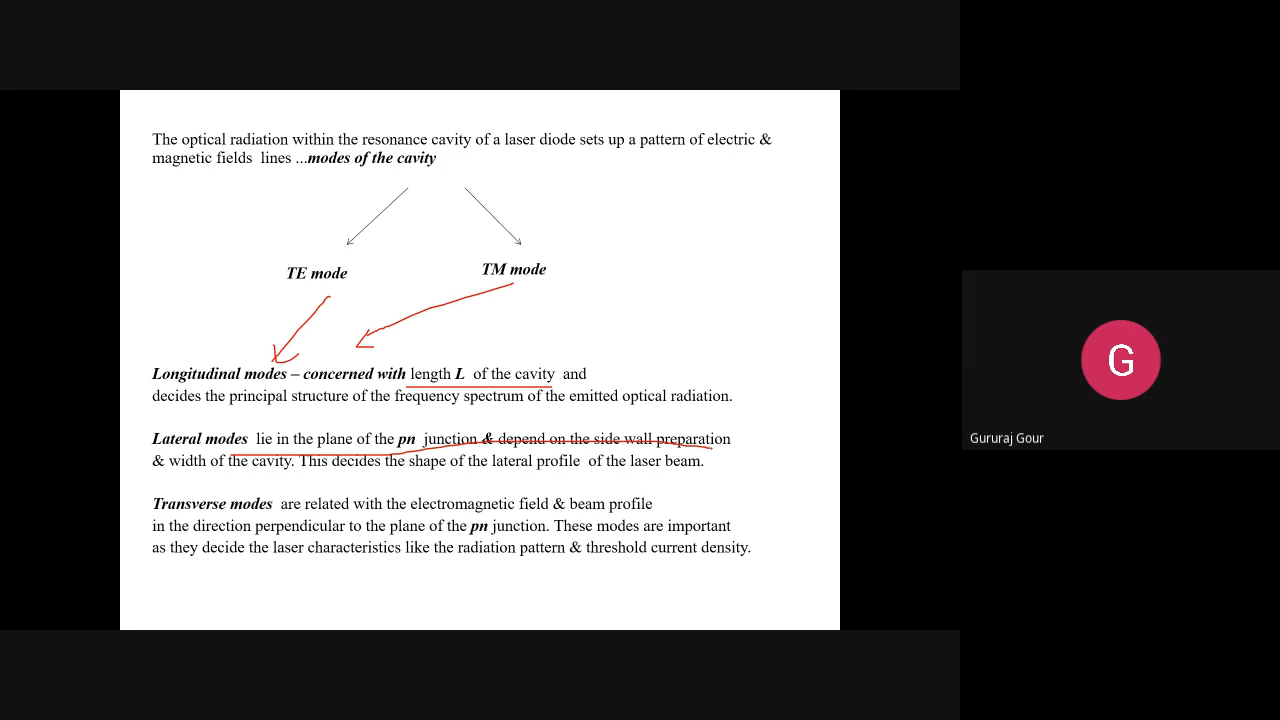 The optical radiation within the resonance cavity of a laser diode sets up a pattern of electric &
magnetic fields lines ...modes of the cavity
TE mode
TM mode
Longitudinal modes – concerned with length L of the cavity and
decides the principal structure of the frequency spectrum of the emitted optical radiation.
Lateral modes lie in the plane of the pn junction & depend on the side wall preparation
& width of the cavity. This decides the shape of the lateral profile of the laser beam.
Transverse modes are related with the electromagnetic field & beam profile
in the direction perpendicular to the plane of the pn junction. These modes are important
as they decide the laser characteristics like the radiation pattern & threshold current density.
G
Gururaj Gour